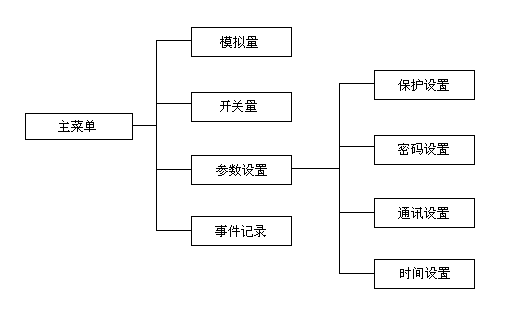 主菜单
模拟量
开关量
参数设置
事件记录
保护设置
密码设置
通讯设置
时间设置